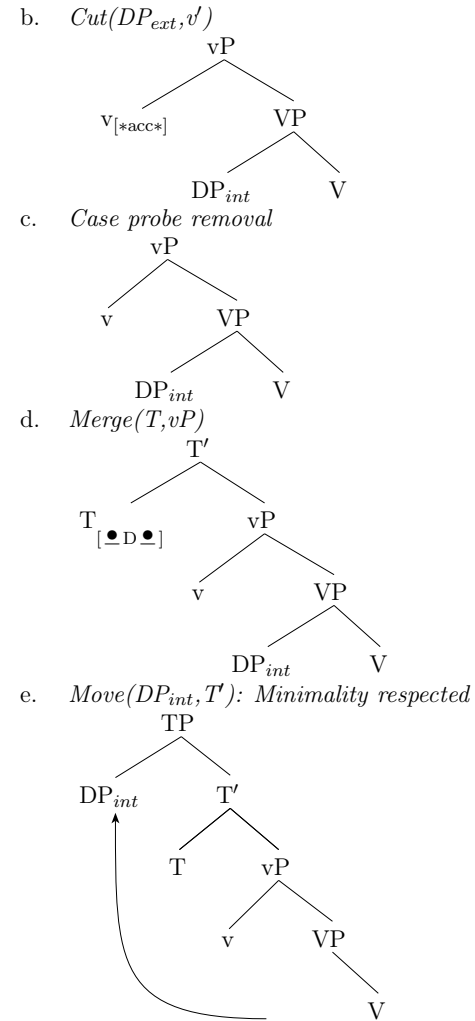 b. Cut(DP_ext,v′)
vP
v[∗acc∗] VP
DP_int V
c. Case probe removal
vP
v VP
DP_int V
d. Merge(T,vP)
T′
T[●D●] vP
v VP
DP_int V
e. Move(DP_int,T′): Minimality respected
TP
DP_int T′
T vP
v VP
V